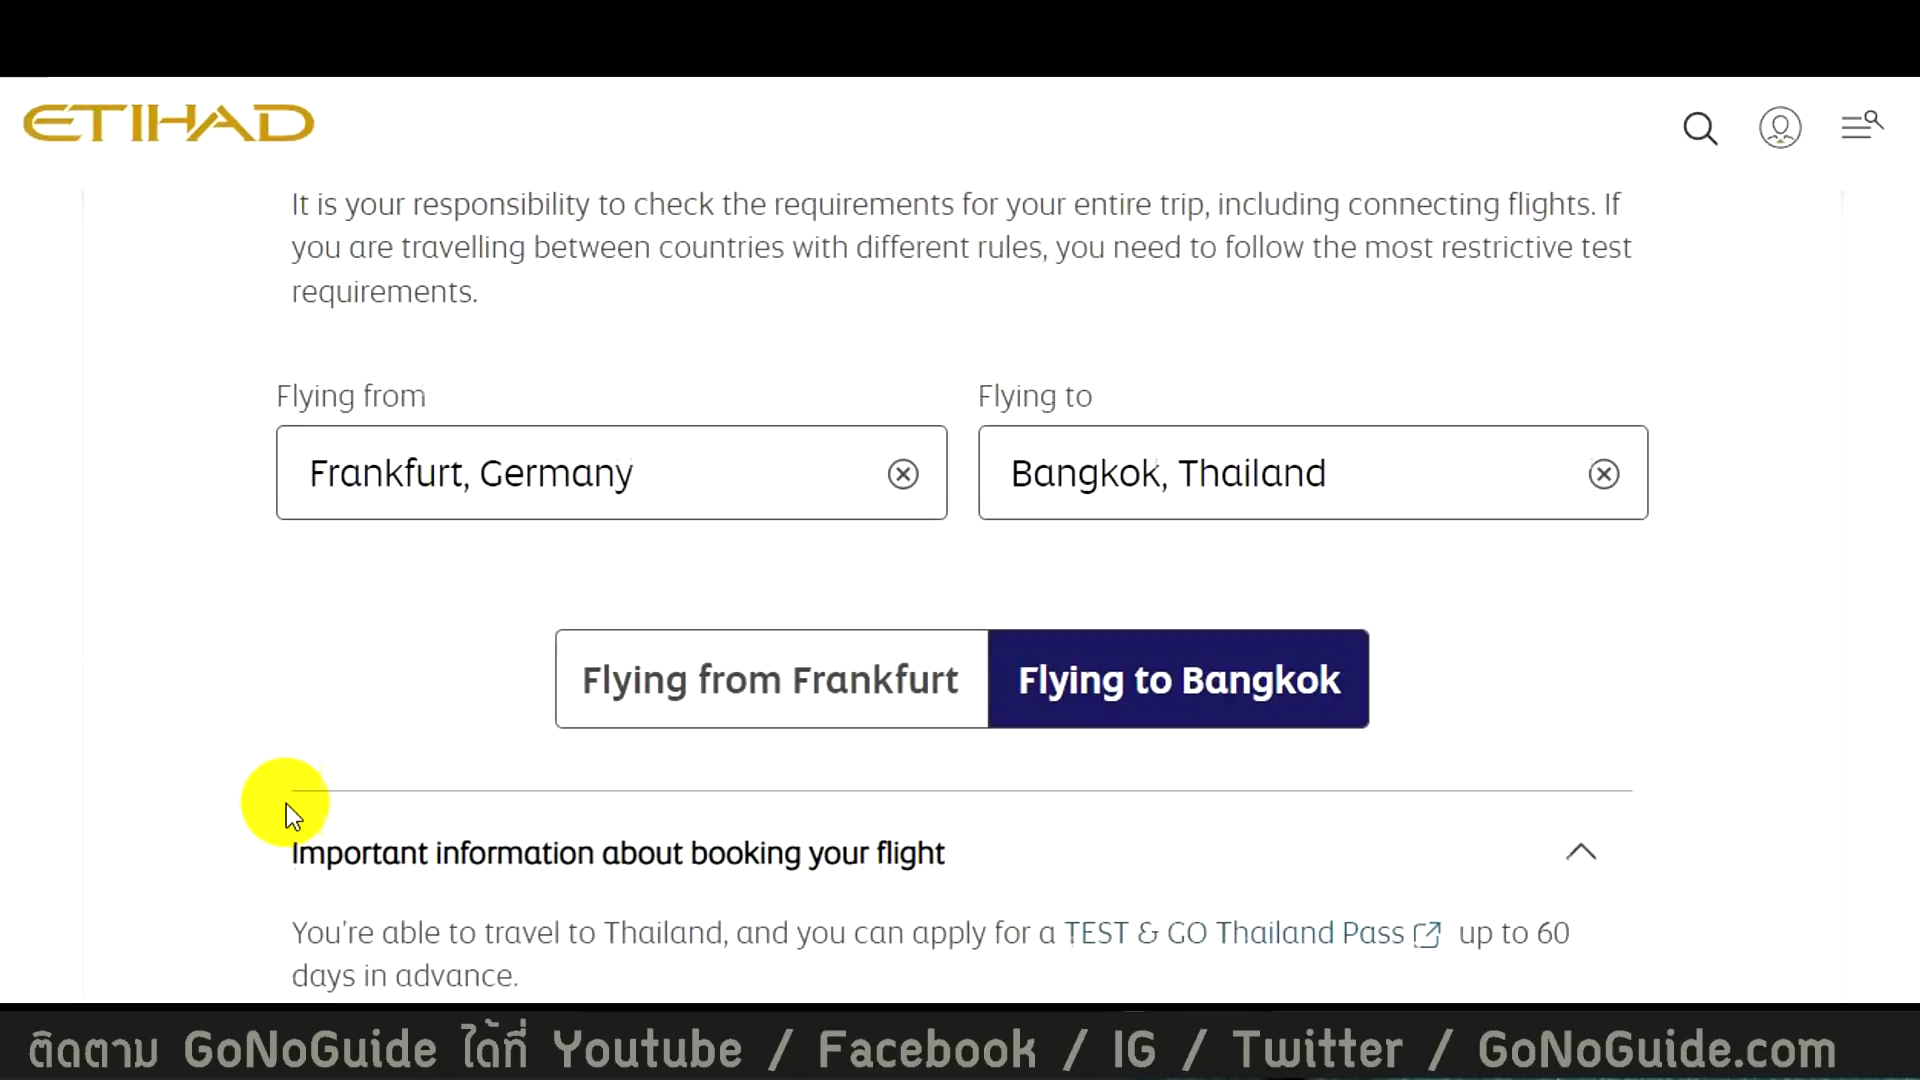 ETIHAD
It is your responsibility to check the requirements for your entire trip, including connecting flights. If
you are travelling between countries with different rules, you need to follow the most restrictive test
requirements.
Flying from
Flying to
Frankfurt, Germany
Bangkok, Thailand
Flying from Frankfurt
Flying to Bangkok
Important information about booking your flight
You're able to travel to Thailand, and you can apply for a TEST & GO Thailand Pass up to 60
days in advance.
ติดตาม GoNoGuide ได้ที่ Youtube / Facebook / IG / Twitter / GoNoGuide.com